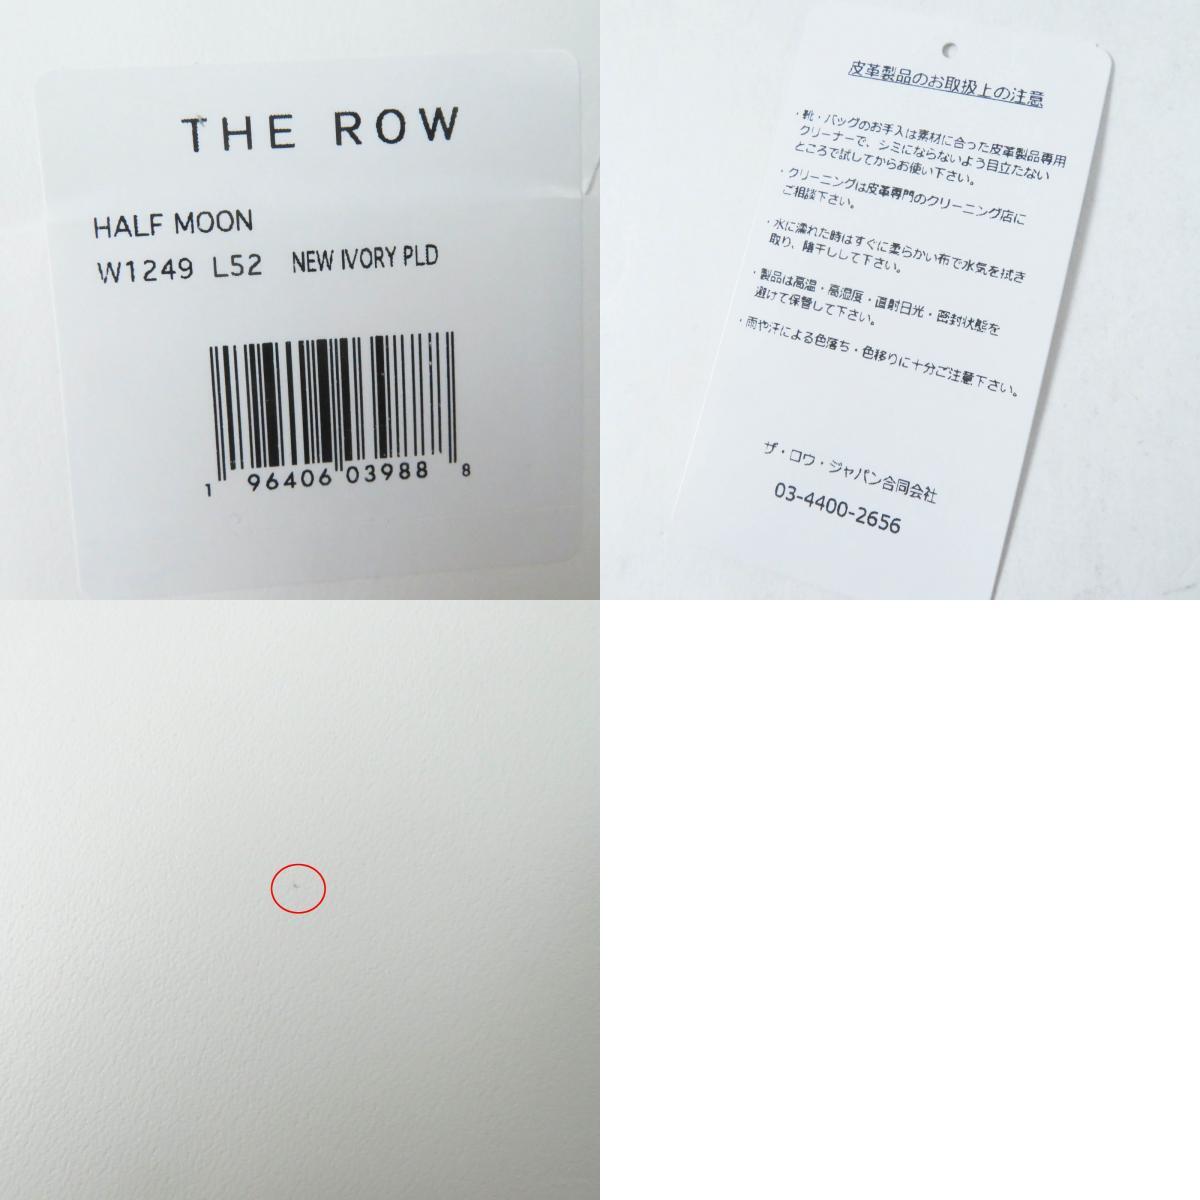 THE ROW
HALF MOON
W1249 L52 NEW IVORY PLD
1 96406 03988 8
皮革製品のお取扱上の注意
・靴・バッグのお手入は素材に合った皮革製品専用
クリーナーで、シミにならないよう目立たない
ところで試してからお使い下さい。
・クリーニングは皮革専門のクリーニング店に
ご相談下さい。
・水に濡れた時はすぐに柔らかい布で水気を拭き
取り、陰干しして下さい。
・製品は高温・高湿度・直射日光・密封状態を
避けて保管して下さい。
・雨や汗による色落ち・色移りに十分ご注意下さい。
ザ・ロウ・ジャパン合同会社
03-4400-2656